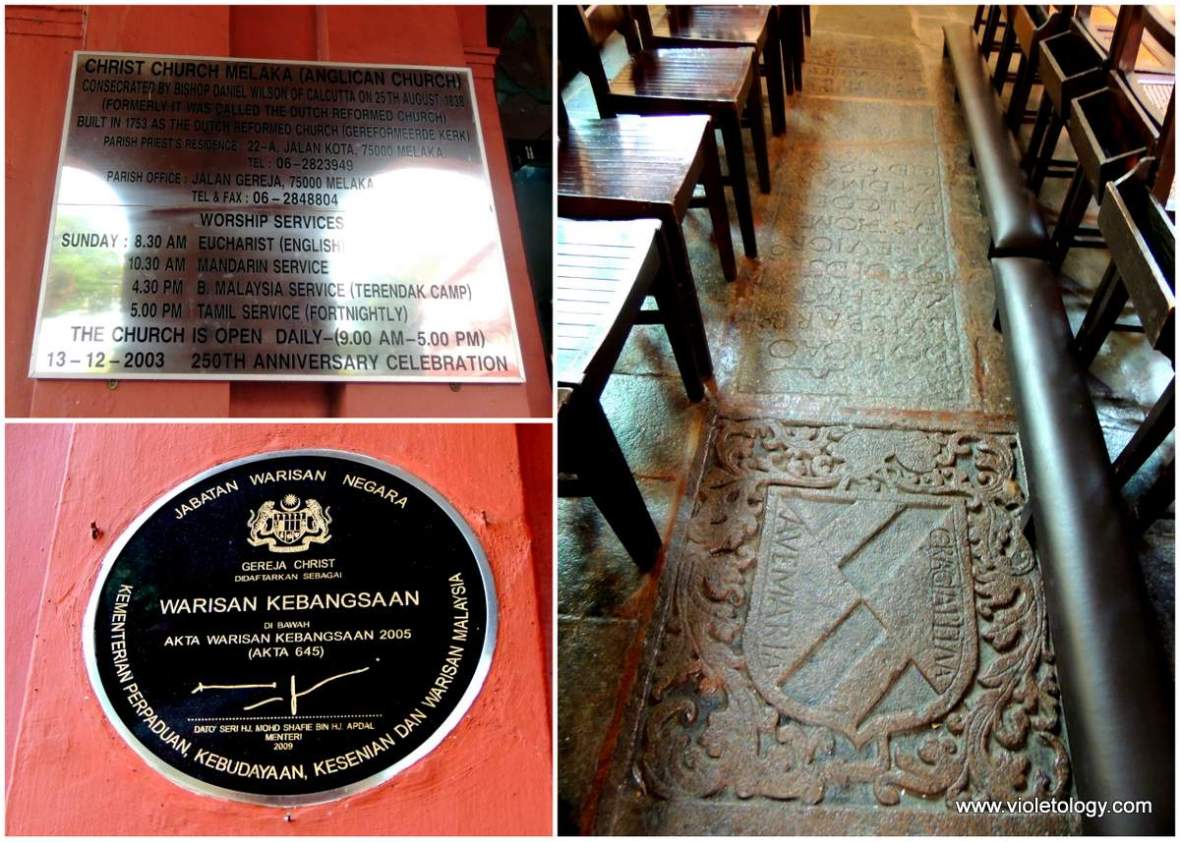 CHRIST CHURCH MELAKA (ANGLICAN CHURCH)
CONSECRATED BY BISHOP DANIEL WILSON OF CALCUTTA ON 25TH AUGUST 1838
(FORMERLY IT WAS CALLED THE DUTCH REFORMED CHURCH)
BUILT IN 1753 AS THE DUTCH REFORMED CHURCH (GEREFORMEERDE KERK)
PARISH PRIEST'S RESIDENCE: 22-A, JALAN KOTA, 75000 MELAKA
TEL: 06-2823949
PARISH OFFICE: JALAN GEREJA, 75000 MELAKA
TEL & FAX: 06-2848804
WORSHIP SERVICES
SUNDAY: 8.30 AM EUCHARIST (ENGLISH)
10.30 AM MANDARIN SERVICE
4.30 PM B. MALAYSIA SERVICE (TERENDAK CAMP)
5.00 PM TAMIL SERVICE (FORTNIGHTLY)
THE CHURCH IS OPEN DAILY-(9.00 AM-5.00 PM)
13-12-2003 250TH ANNIVERSARY CELEBRATION
JABATAN WARISAN NEGARA
GEREJA CHRIST
DIDAFTARKAN SEBAGAI
WARISAN KEBANGSAAN
DI BAWAH
AKTA WARISAN KEBANGSAAN 2005
(AKTA 645)
DATO' SERI HJ. MOHD SHAFIE BIN HJ. APDAL
MENTERI
2009
KEMENTERIAN PERPADUAN, KEBUDAYAAN, KESENIAN DAN WARISAN MALAYSIA
AVEMARIA
www.violetology.com